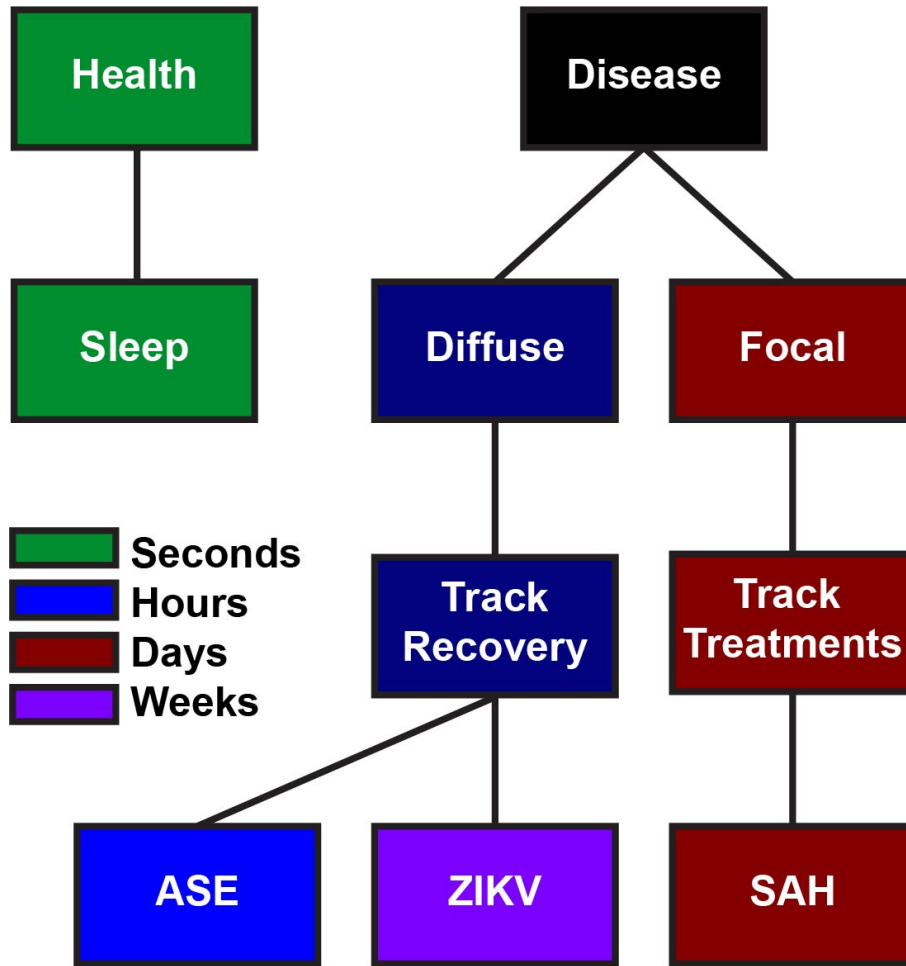 Health
Disease
Sleep
Diffuse
Focal
Seconds
Hours
Days
Weeks
Track
Recovery
Track
Treatments
ASE
ZIKV
SAH